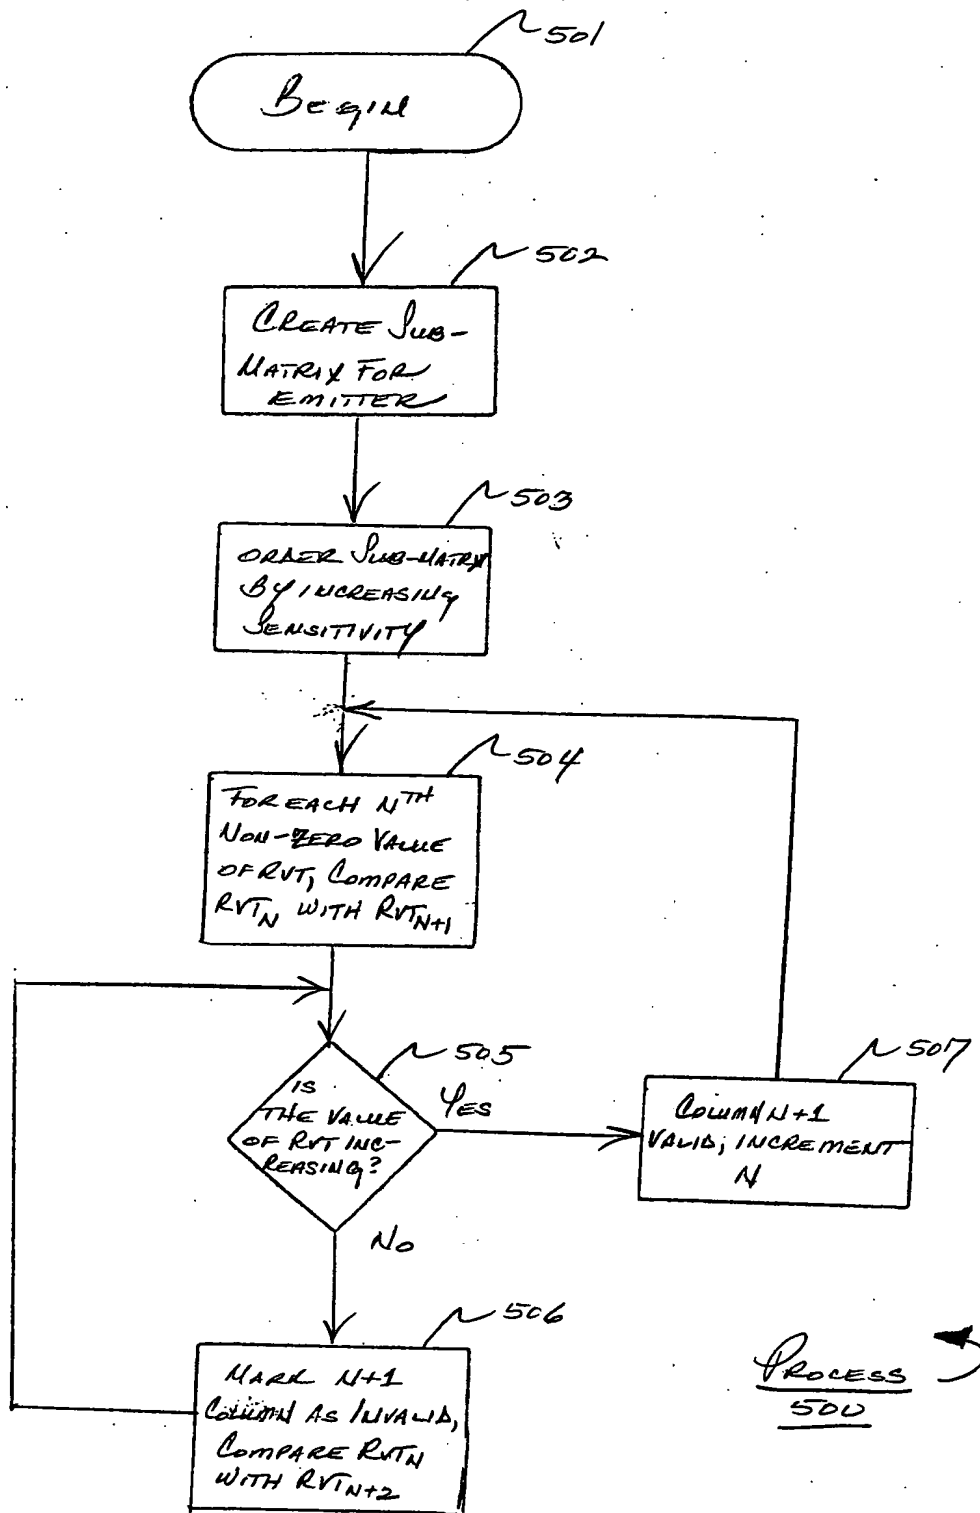 501
BEGIN
502
CREATE SUB-
MATRIX FOR
EMITTER
503
ORDER SUB-MATRIX
BY INCREASING
SENSITIVITY
504
FOR EACH NTH
NON-ZERO VALUE
OF RVT, COMPARE
RVTN WITH RVTN+1
505
IS
THE VALUE
OF RVT INC-
REASING?
YES
507
COLUMN N+1
VALID; INCREMENT
N
NO
506
MARK N+1
COLUMN AS INVALID,
COMPARE RVTN
WITH RVTN+2
PROCESS
500